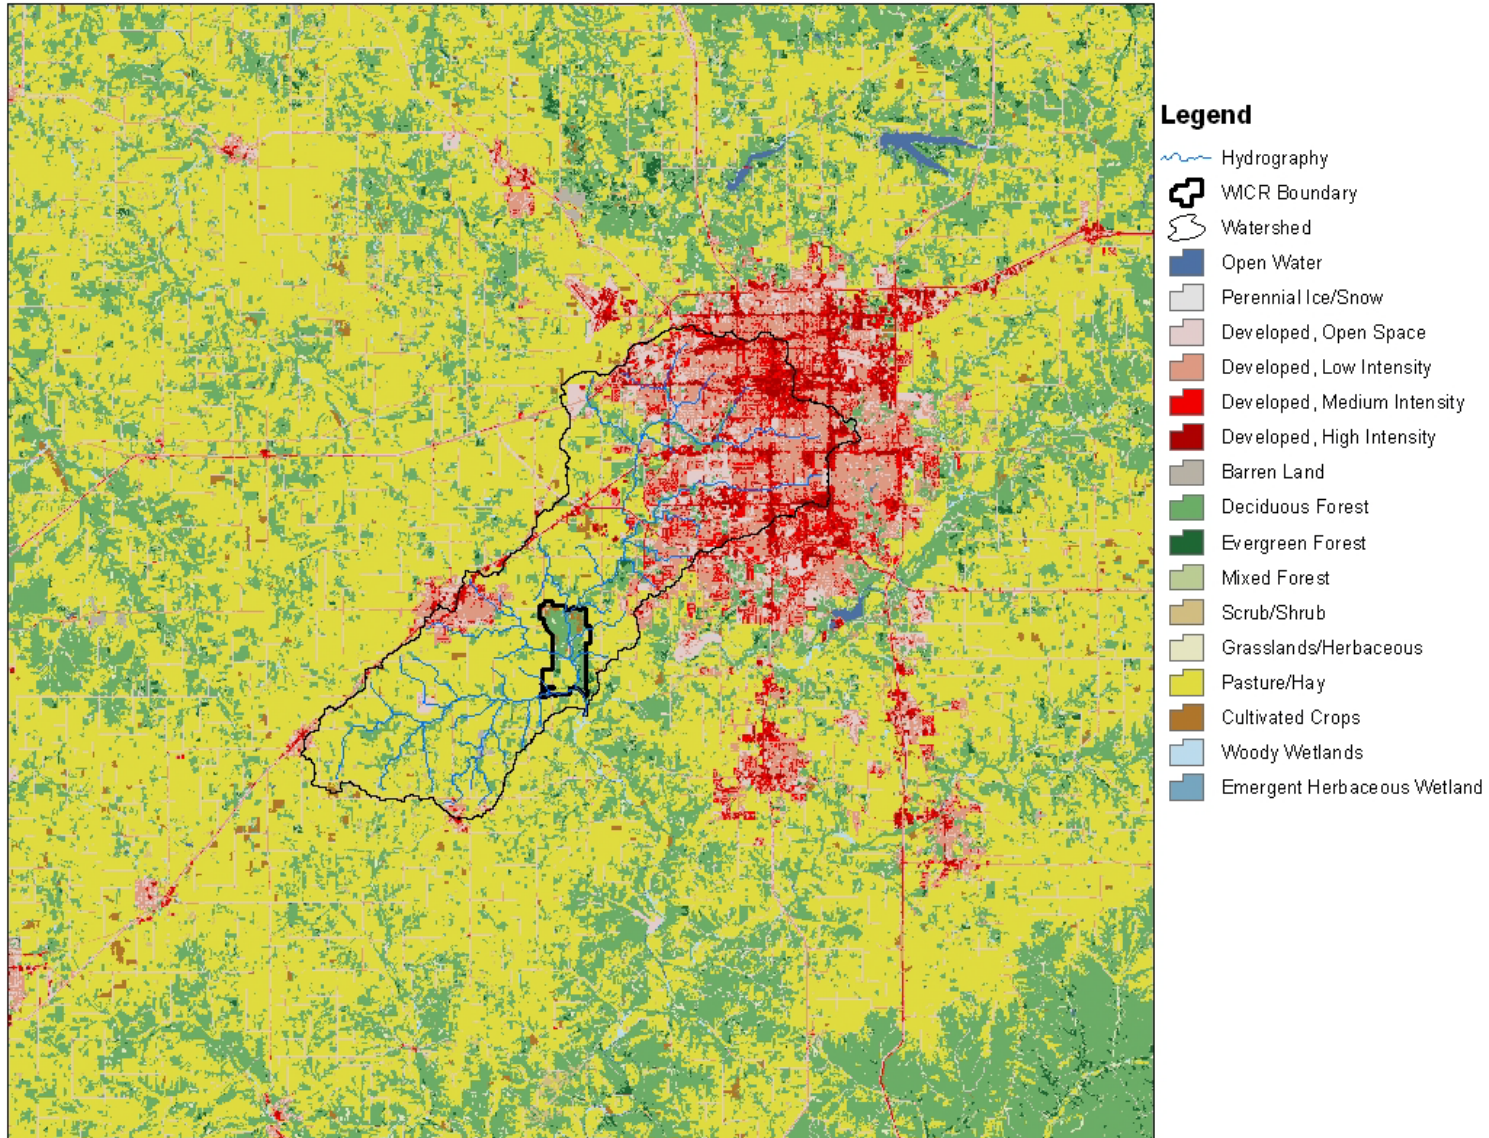 Legend
Hydrography
WICR Boundary
Watershed
Open Water
Perennial Ice/Snow
Developed, Open Space
Developed, Low Intensity
Developed, Medium Intensity
Developed, High Intensity
Barren Land
Deciduous Forest
Evergreen Forest
Mixed Forest
Scrub/Shrub
Grasslands/Herbaceous
Pasture/Hay
Cultivated Crops
Woody Wetlands
Emergent Herbaceous Wetland